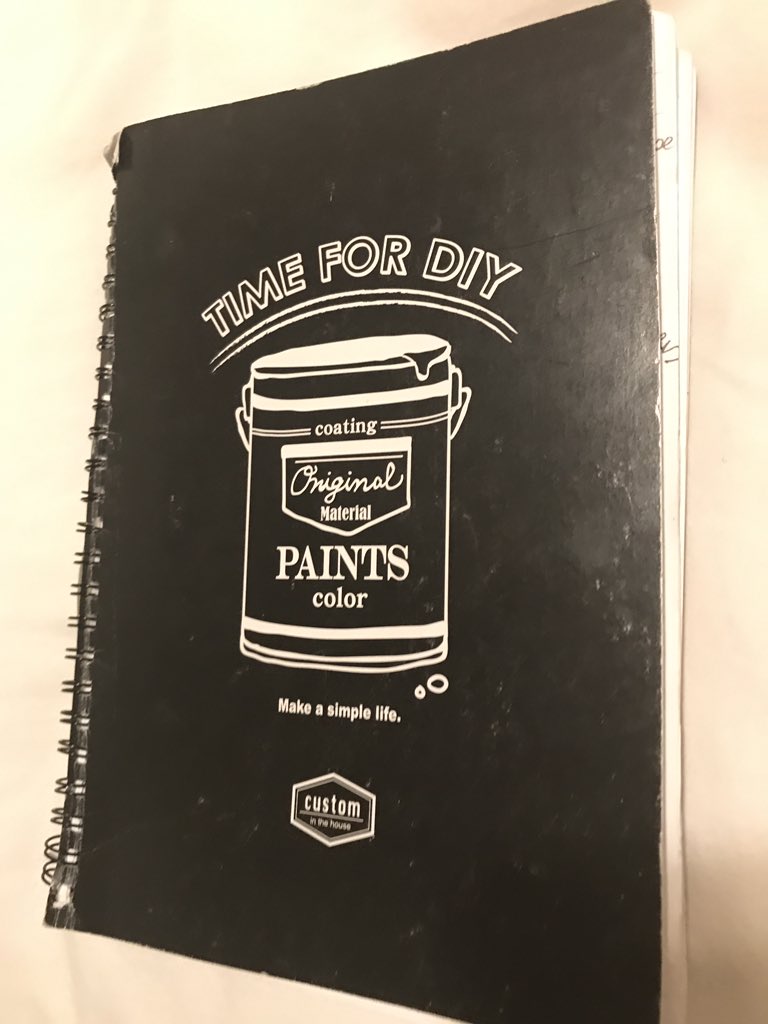 TIME FOR DIY
coating
Original
Material
PAINTS
color
Make a simple life.
custom
in the house